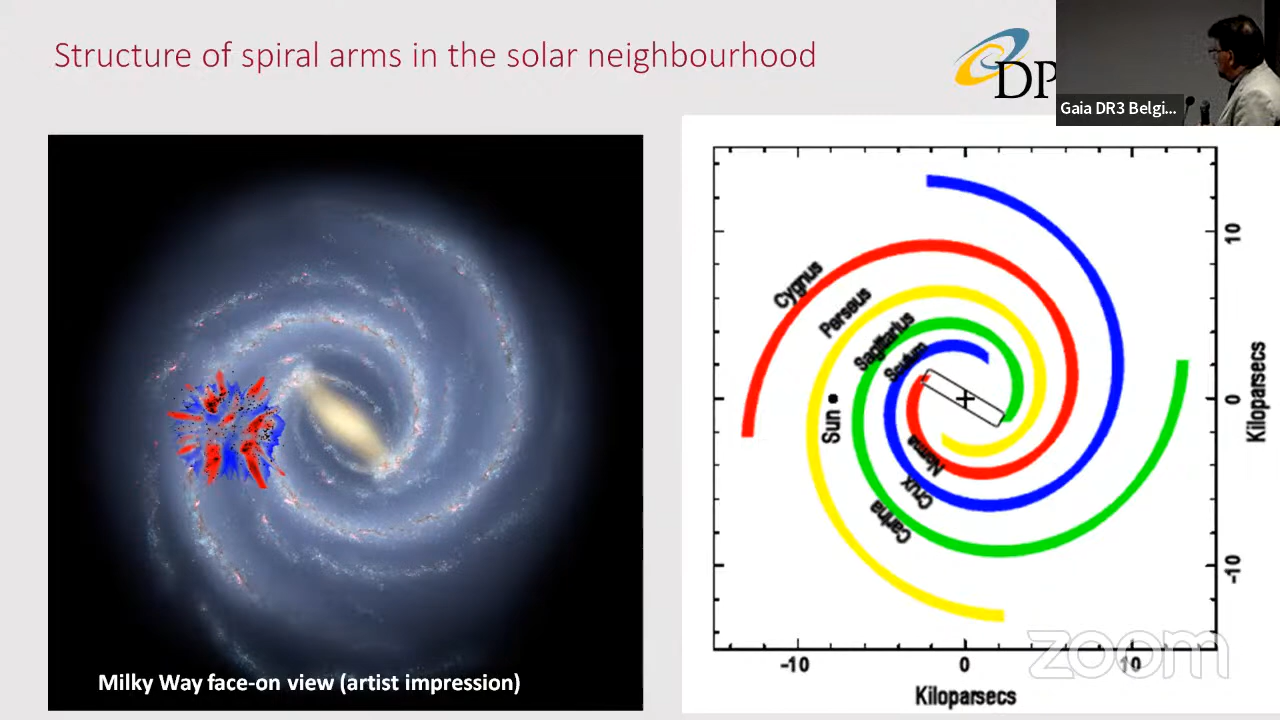 Structure of spiral arms in the solar neighbourhood
DP
Gaia DR3 Belgi...
Milky Way face-on view (artist impression)
Cygnus
Perseus
Sagittarius
Scutum
Sun
Norma
Crux
Carina
10
0
-10
Kiloparsecs
-10
0
10
Kiloparsecs
zoom